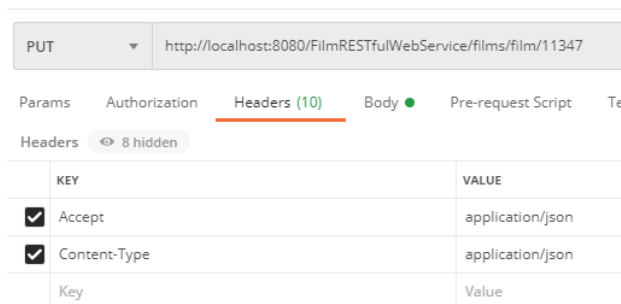 PUT http://localhost:8080/FilmRESTfulWebService/films/film/11347
Params Authorization Headers (10) Body Pre-request Script Te
Headers 8 hidden
KEY VALUE
Accept application/json
Content-Type application/json
Key Value